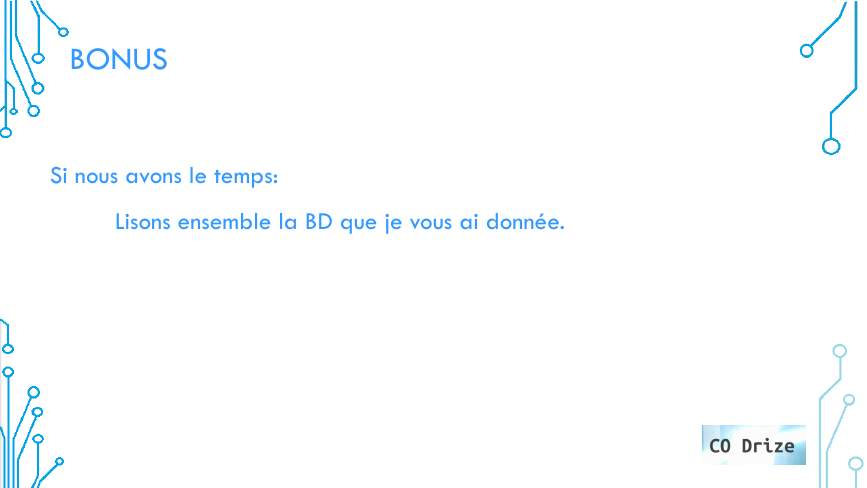 BONUS
Si nous avons le temps:
Lisons ensemble la BD que je vous ai donnée.
CO Drize